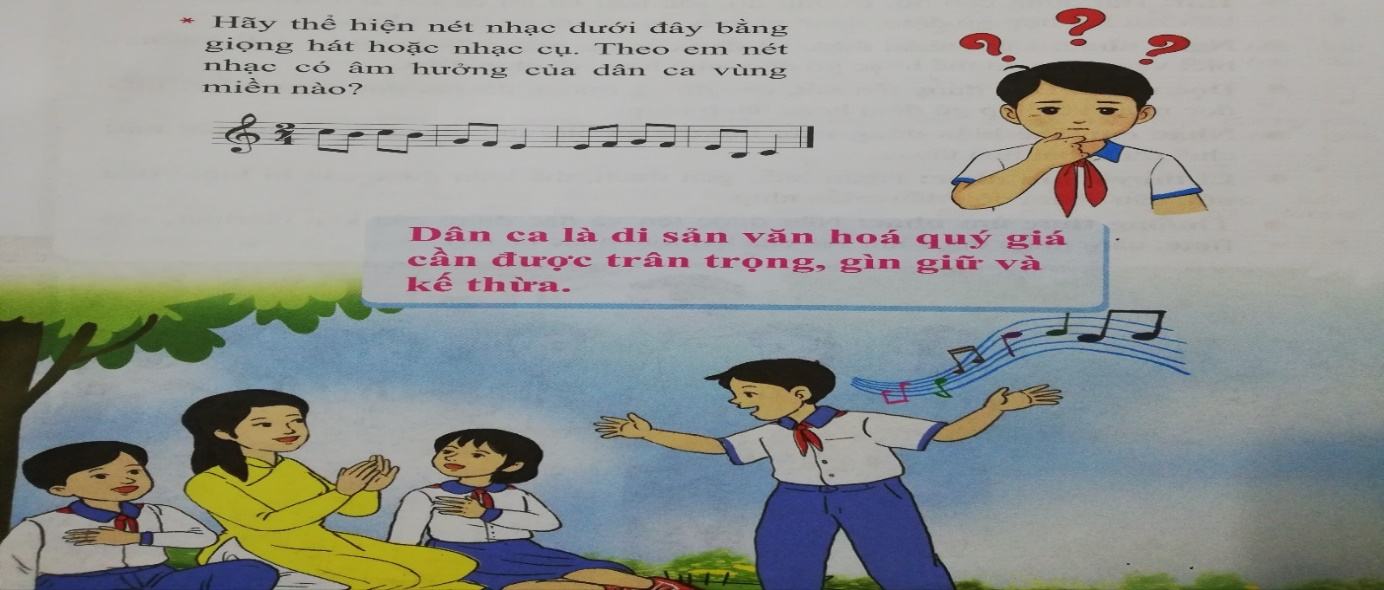 * Hãy thể hiện nét nhạc dưới đây bằng
giọng hát hoặc nhạc cụ. Theo em nét
nhạc có âm hưởng của dân ca vùng
miền nào?
? ? ?
2
4
Dân ca là di sản văn hoá quý giá
cần được trân trọng, gìn giữ và
kế thừa.